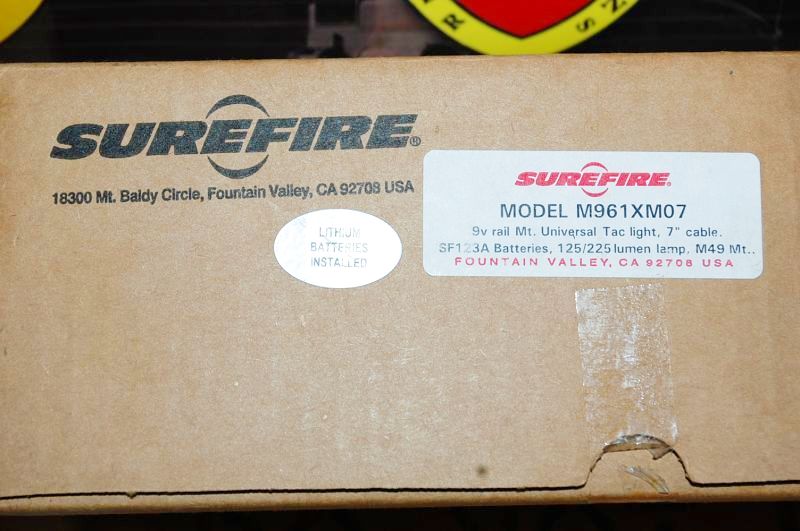 SUREFIRE®
18300 Mt. Baldy Circle, Fountain Valley, CA 92708 USA
LITHIUM
BATTERIES
INSTALLED
SUREFIRE
MODEL M961XM07
9v rail Mt. Universal Tac light, 7" cable.
SF123A Batteries, 125/225 lumen lamp, M49 Mt..
FOUNTAIN VALLEY, CA 92708 USA